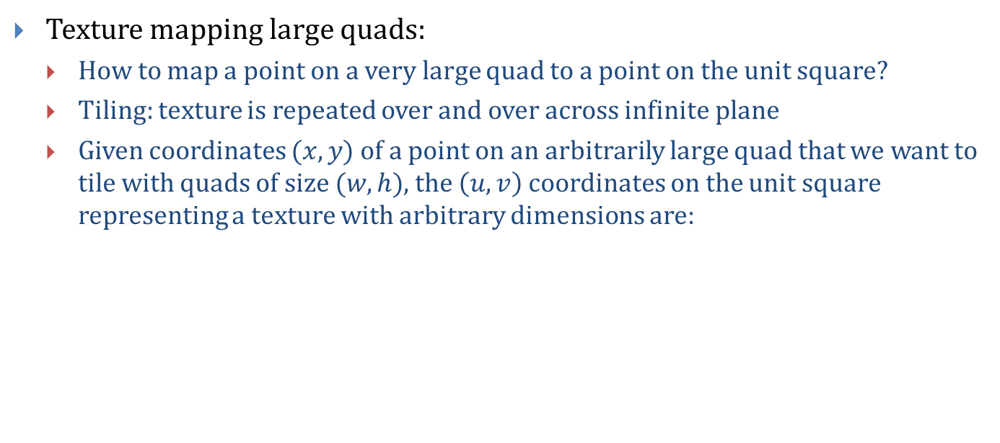 Texture mapping large quads:
How to map a point on a very large quad to a point on the unit square?
Tiling: texture is repeated over and over across infinite plane
Given coordinates (x, y) of a point on an arbitrarily large quad that we want to
tile with quads of size (w, h), the (u, v) coordinates on the unit square
representing a texture with arbitrary dimensions are: